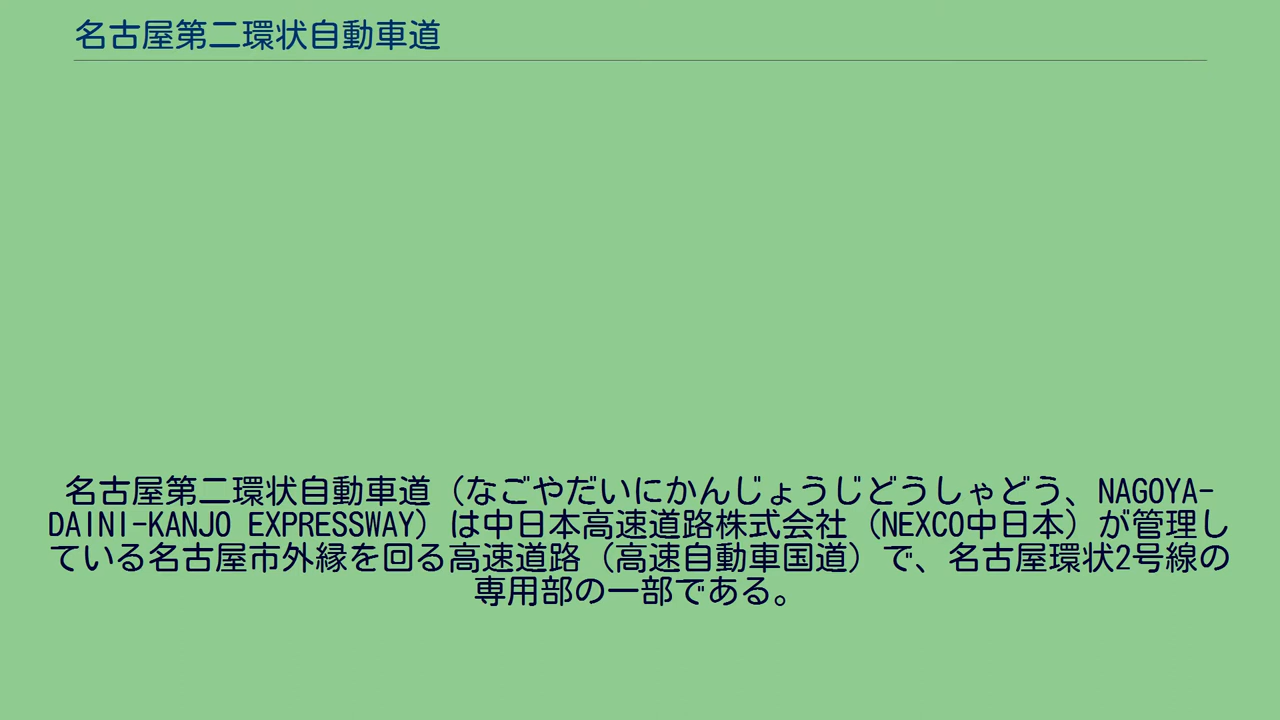 名古屋第二環状自動車道
名古屋第二環状自動車道（なごやだいにかんじょうじどうしゃどう、NAGOYA-
DAINI-KANJO EXPRESSWAY）は中日本高速道路株式会社（NEXCO中日本）が管理し
ている名古屋市外縁を回る高速道路（高速自動車国道）で、名古屋環状2号線の
専用部の一部である。